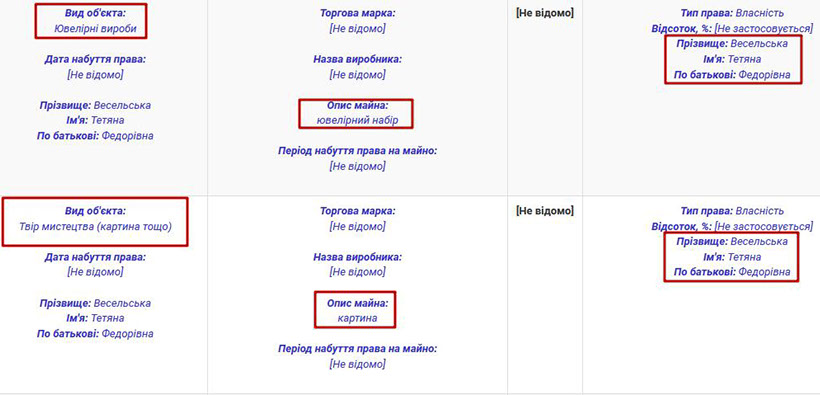 Вид об'єкта:
Ювелірні вироби
Дата набуття права:
[Не відомо]
Прізвище: Весельська
Ім'я: Тетяна
По батькові: Федорівна
Торгова марка:
[Не відомо]
Назва виробника:
[Не відомо]
Опис майна:
ювелірний набір
Період набуття права на майно:
[Не відомо]
[Не відомо]
Тип права: Власність
Відсоток, %: [Не застосовується]
Прізвище: Весельська
Ім'я: Тетяна
По батькові: Федорівна
Вид об'єкта:
Твір мистецтва (картина тощо)
Дата набуття права:
[Не відомо]
Прізвище: Весельська
Ім'я: Тетяна
По батькові: Федорівна
Торгова марка:
[Не відомо]
Назва виробника:
[Не відомо]
Опис майна:
картина
Період набуття права на майно:
[Не відомо]
[Не відомо]
Тип права: Власність
Відсоток, %: [Не застосовується]
Прізвище: Весельська
Ім'я: Тетяна
По батькові: Федорівна